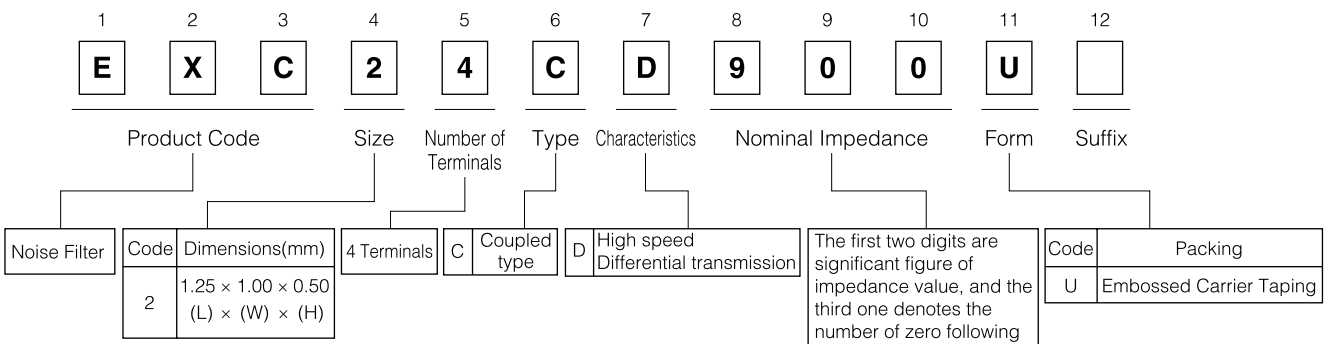 1 2 3 4 5 6 7 8 9 10 11 12
E X C 2 4 C D 9 0 0 U
Product Code Size Number of Terminals Type Characteristics Nominal Impedance Form Suffix
Noise Filter
Code Dimensions(mm)
2 1.25 × 1.00 × 0.50
(L) × (W) × (H)
4 Terminals
C Coupled
type
D High speed
Differential transmission
The first two digits are
significant figure of
impedance value, and the
third one denotes the
number of zero following
Code Packing
U Embossed Carrier Taping